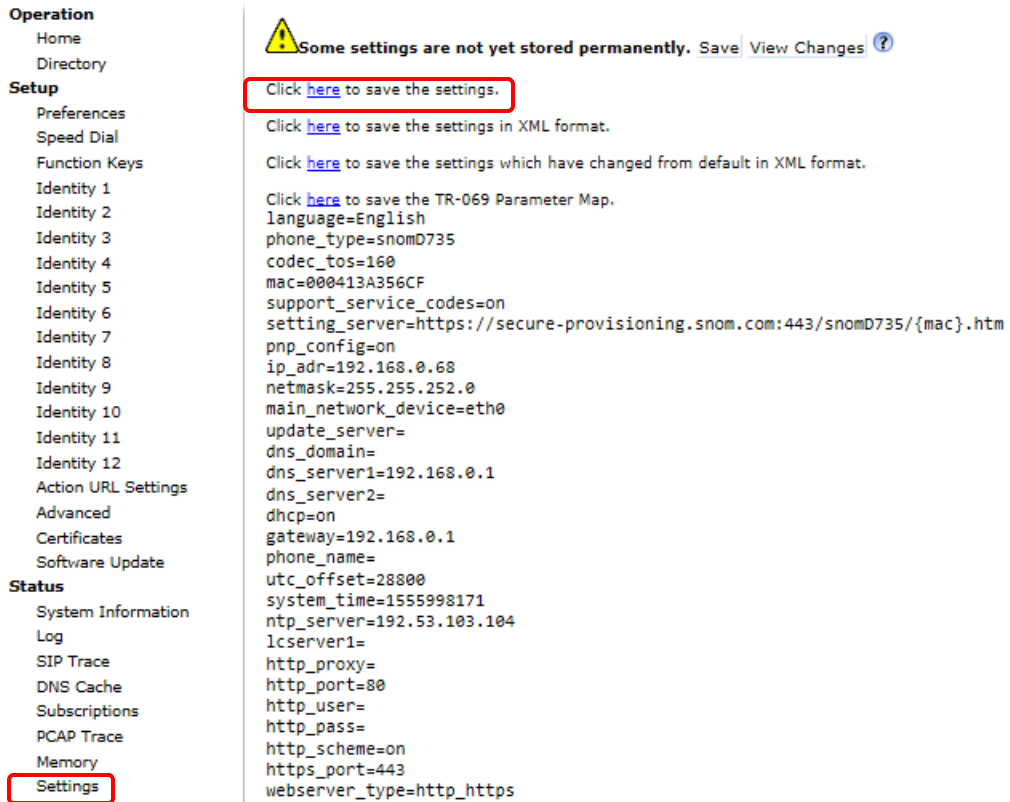 Operation
Home
Directory
Setup
Preferences
Speed Dial
Function Keys
Identity 1
Identity 2
Identity 3
Identity 4
Identity 5
Identity 6
Identity 7
Identity 8
Identity 9
Identity 10
Identity 11
Identity 12
Action URL Settings
Advanced
Certificates
Software Update
Status
System Information
Log
SIP Trace
DNS Cache
Subscriptions
PCAP Trace
Memory
Settings
Some settings are not yet stored permanently. Save View Changes ?
Click here to save the settings.
Click here to save the settings in XML format.
Click here to save the settings which have changed from default in XML format.
Click here to save the TR-069 Parameter Map.
language=English
phone_type=snomD735
codec_tos=160
mac=000413A356CF
support_service_codes=on
setting_server=https://secure-provisioning.snom.com:443/snomD735/{mac}.htm
pnp_config=on
ip_adr=192.168.0.68
netmask=255.255.252.0
main_network_device=eth0
update_server=
dns_domain=
dns_server1=192.168.0.1
dns_server2=
dhcp=on
gateway=192.168.0.1
phone_name=
utc_offset=28800
system_time=1555998171
ntp_server=192.53.103.104
lcserver1=
http_proxy=
http_port=80
http_user=
http_pass=
http_scheme=on
https_port=443
webserver_type=http_https